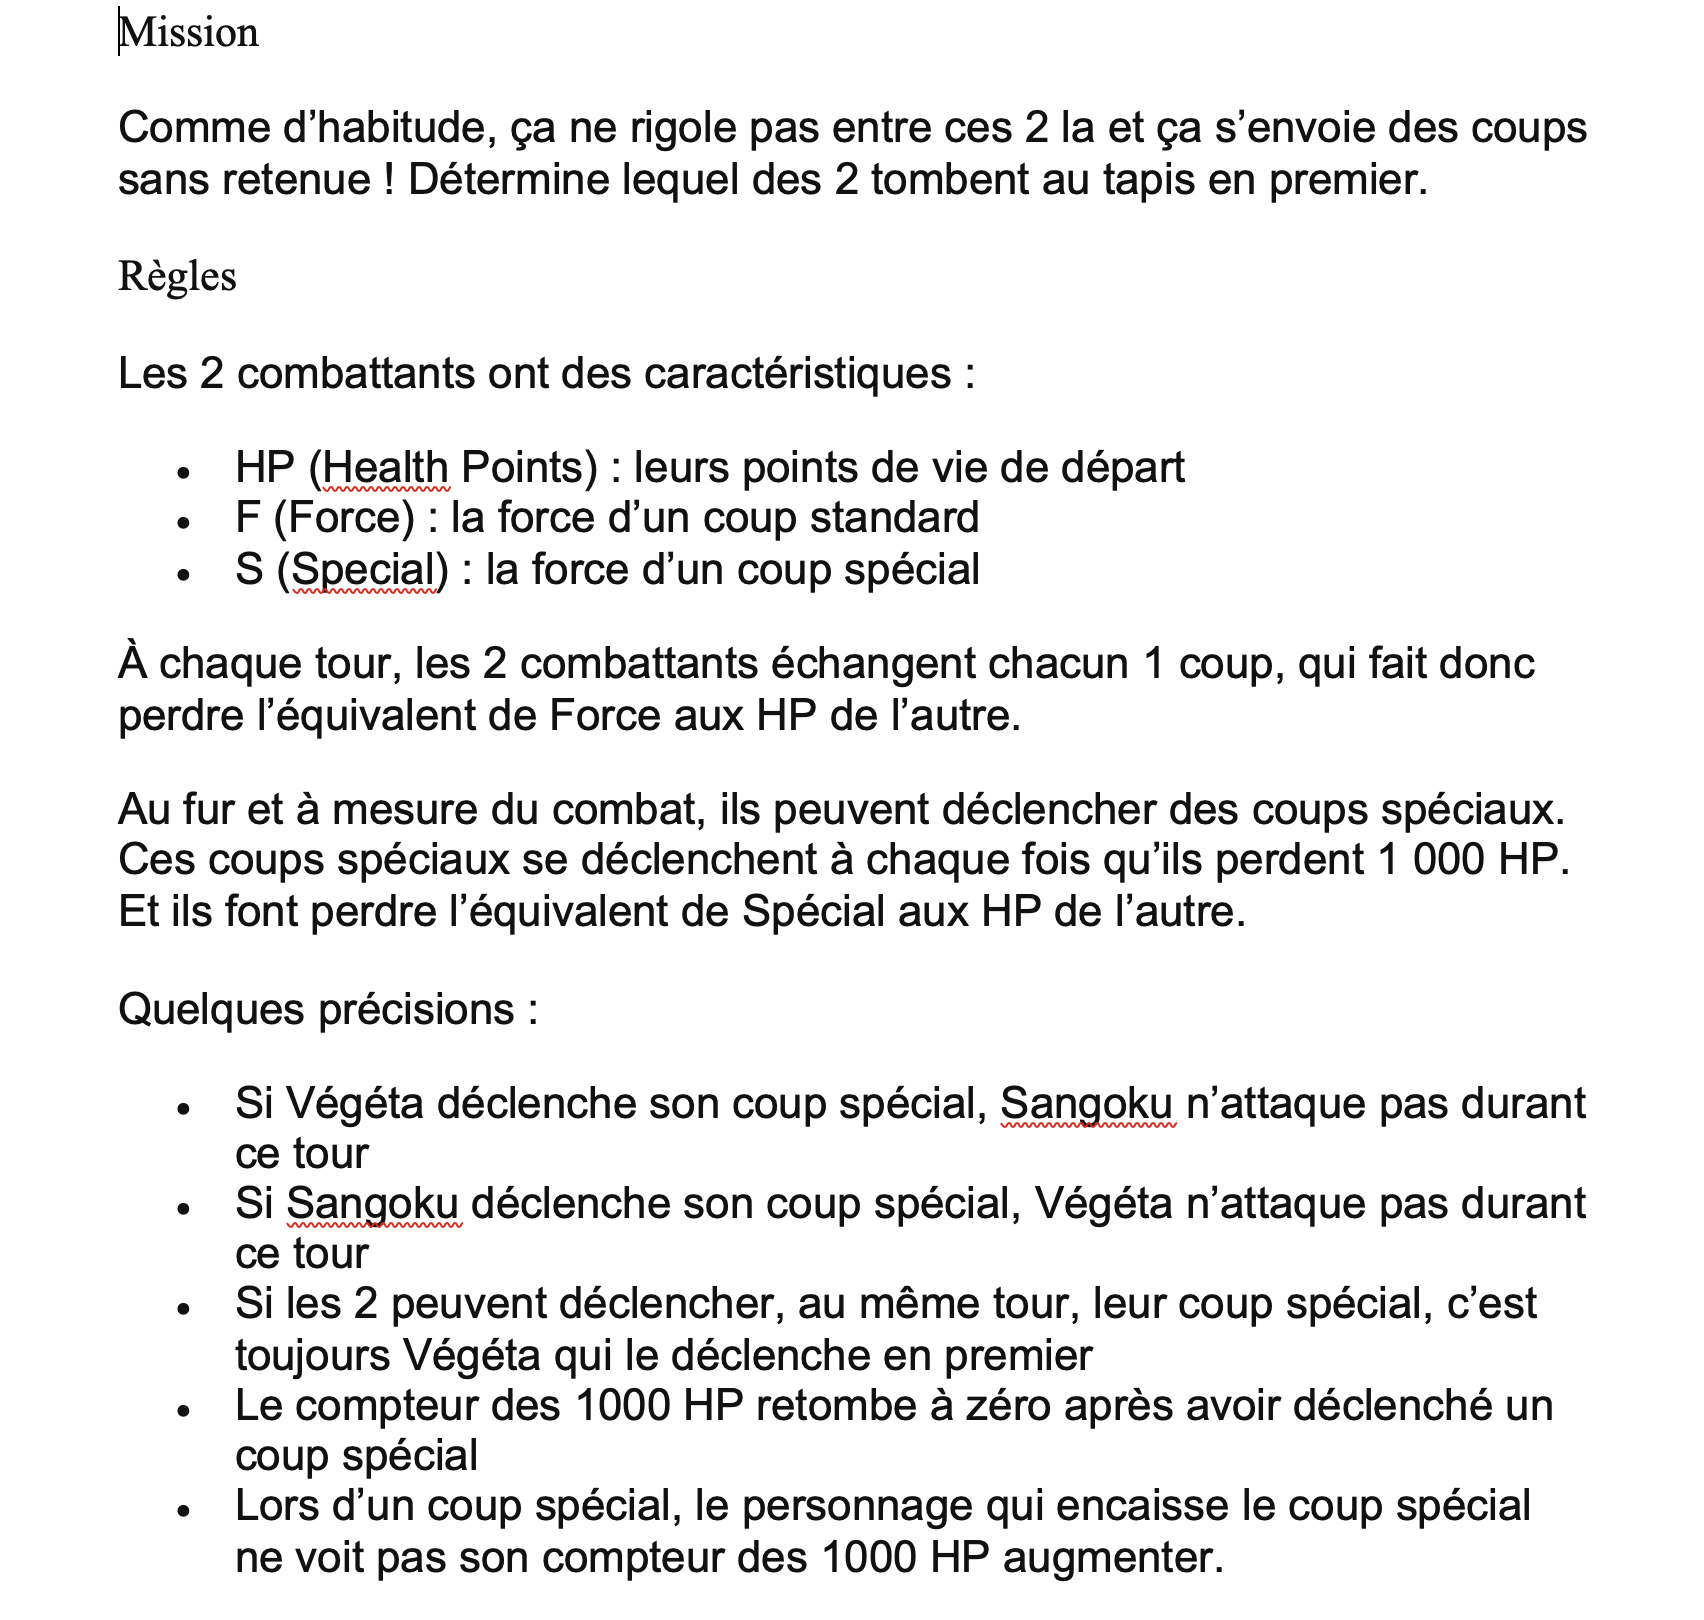 Mission
Comme d’habitude, ça ne rigole pas entre ces 2 la et ça s’envoie des coups
sans retenue ! Détermine lequel des 2 tombent au tapis en premier.
Règles
Les 2 combattants ont des caractéristiques :
• HP (Health Points) : leurs points de vie de départ
• F (Force) : la force d’un coup standard
• S (Special) : la force d’un coup spécial
À chaque tour, les 2 combattants échangent chacun 1 coup, qui fait donc
perdre l’équivalent de Force aux HP de l’autre.
Au fur et à mesure du combat, ils peuvent déclencher des coups spéciaux.
Ces coups spéciaux se déclenchent à chaque fois qu’ils perdent 1 000 HP.
Et ils font perdre l’équivalent de Spécial aux HP de l’autre.
Quelques précisions :
• Si Végéta déclenche son coup spécial, Sangoku n’attaque pas durant
ce tour
• Si Sangoku déclenche son coup spécial, Végéta n’attaque pas durant
ce tour
• Si les 2 peuvent déclencher, au même tour, leur coup spécial, c’est
toujours Végéta qui le déclenche en premier
• Le compteur des 1000 HP retombe à zéro après avoir déclenché un
coup spécial
• Lors d’un coup spécial, le personnage qui encaisse le coup spécial
ne voit pas son compteur des 1000 HP augmenter.